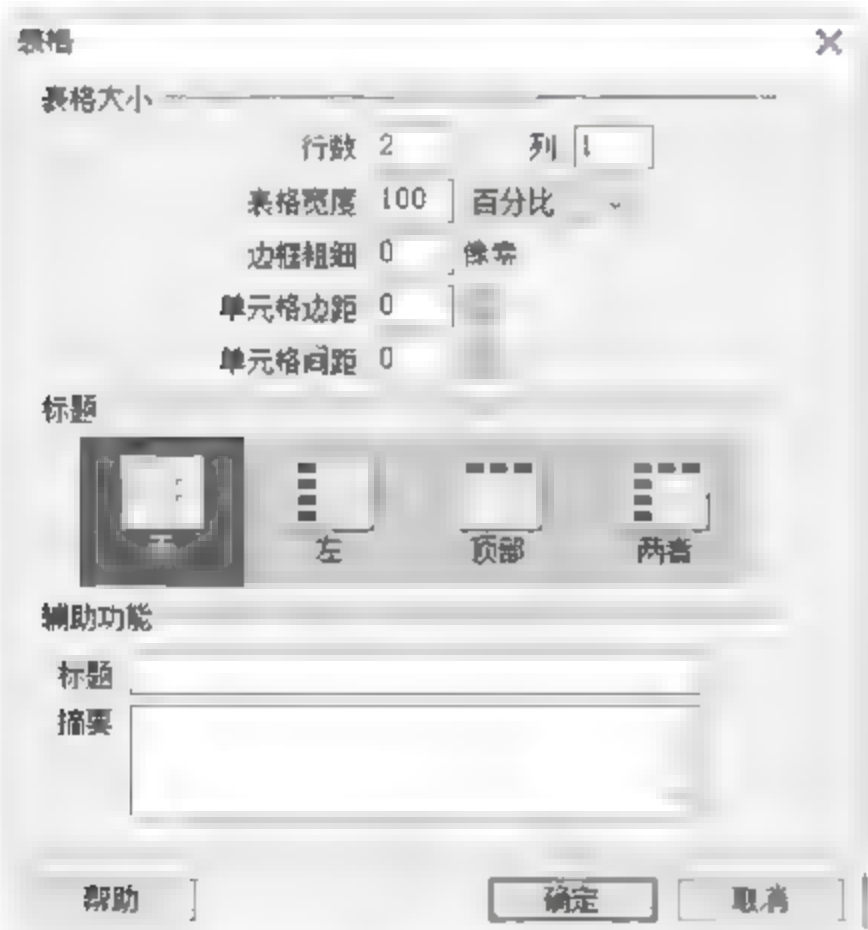 表格
表格大小
行数 2 列 1
表格宽度 100 百分比
边框粗细 0 像素
单元格边距 0
单元格间距 0
标题
左 顶部 两者
辅助功能
标题
摘要
帮助 确定 取消